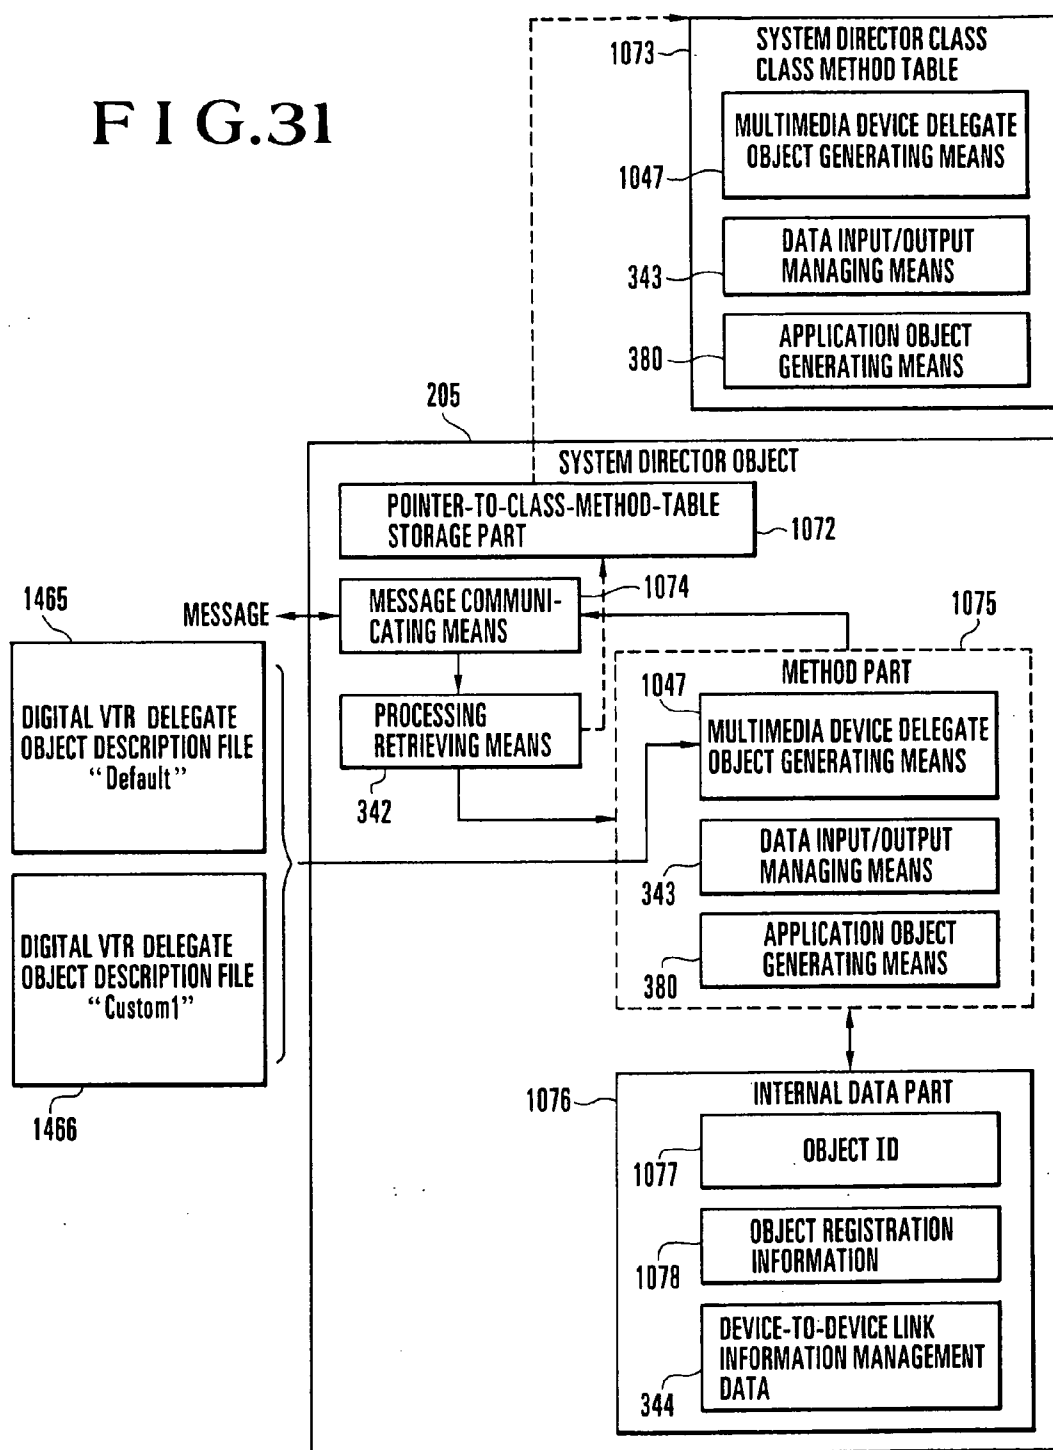 FIG.31
1073
SYSTEM DIRECTOR CLASS
CLASS METHOD TABLE
MULTIMEDIA DEVICE DELEGATE
OBJECT GENERATING MEANS
1047
DATA INPUT/OUTPUT
MANAGING MEANS
343
APPLICATION OBJECT
GENERATING MEANS
380
205
SYSTEM DIRECTOR OBJECT
POINTER-TO-CLASS-METHOD-TABLE
STORAGE PART
1072
MESSAGE
MESSAGE COMMUNI-
CATING MEANS
1074
PROCESSING
RETRIEVING MEANS
342
1465
DIGITAL VTR DELEGATE
OBJECT DESCRIPTION FILE
“Default”
DIGITAL VTR DELEGATE
OBJECT DESCRIPTION FILE
“Custom1”
1466
1075
METHOD PART
1047
MULTIMEDIA DEVICE DELEGATE
OBJECT GENERATING MEANS
DATA INPUT/OUTPUT
MANAGING MEANS
343
APPLICATION OBJECT
GENERATING MEANS
380
1076
INTERNAL DATA PART
OBJECT ID
1077
OBJECT REGISTRATION
INFORMATION
1078
DEVICE-TO-DEVICE LINK
INFORMATION MANAGEMENT
DATA
344